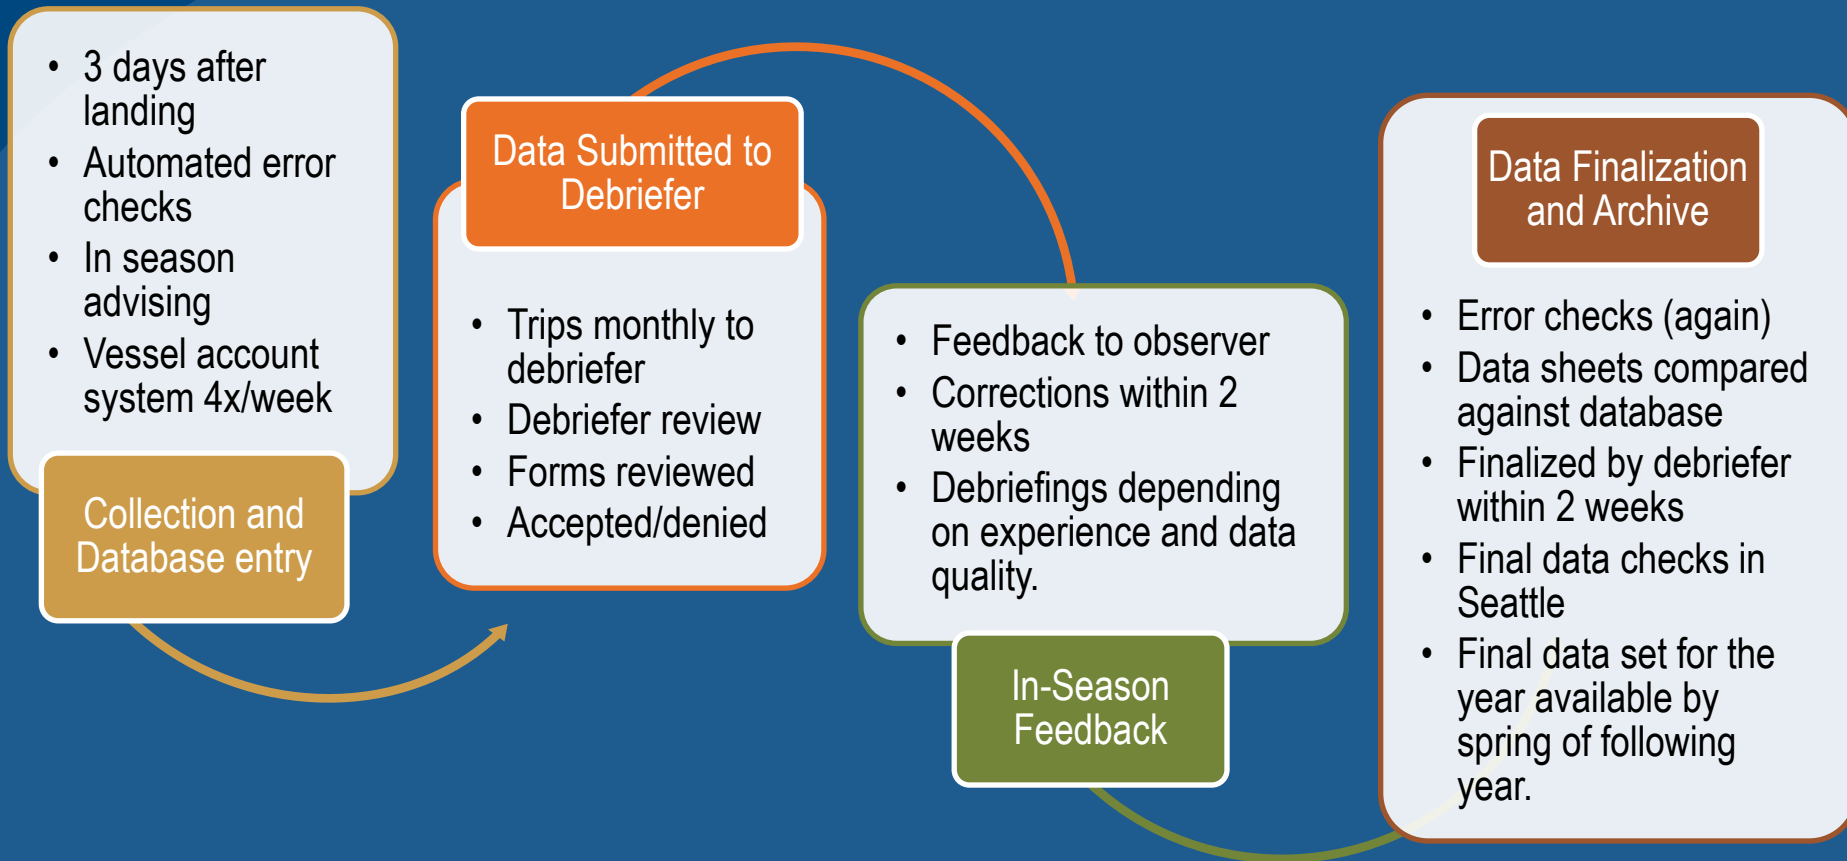 • 3 days after
landing
• Automated error
checks
• In season
advising
• Vessel account
system 4x/week
Collection and
Database entry
Data Submitted to
Debriefer
• Trips monthly to
debriefer
• Debriefer review
• Forms reviewed
• Accepted/denied
• Feedback to observer
• Corrections within 2
weeks
• Debriefings depending
on experience and data
quality.
In-Season
Feedback
Data Finalization
and Archive
• Error checks (again)
• Data sheets compared
against database
• Finalized by debriefer
within 2 weeks
• Final data checks in
Seattle
• Final data set for the
year available by
spring of following
year.